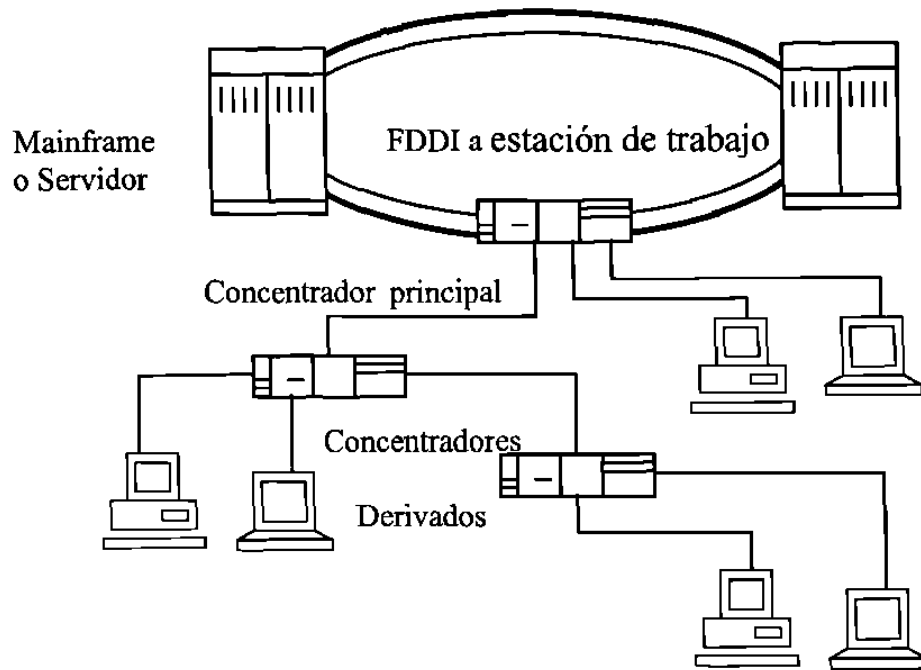 Mainframe
o Servidor
FDDI a estación de trabajo
Concentrador principal
Concentradores
Derivados